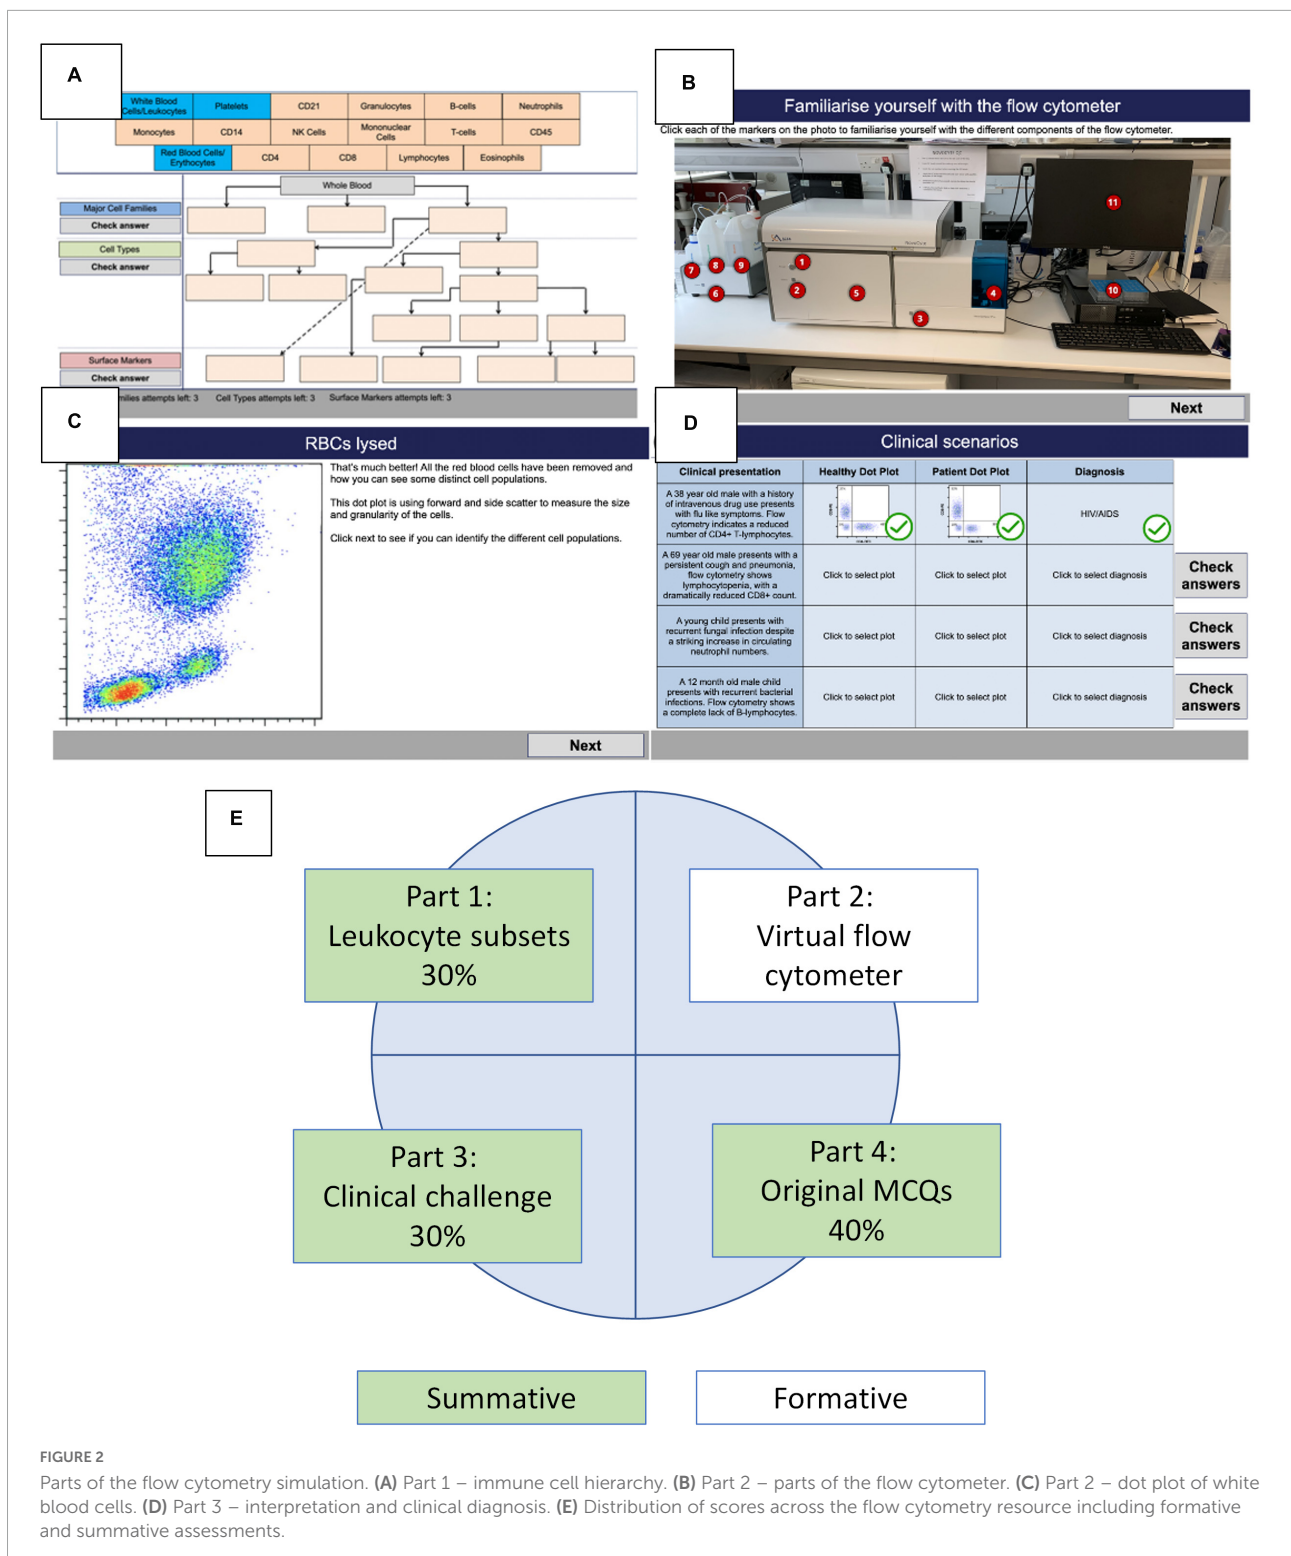 A
White Blood
Cells/Leukocytes
Platelets
CD21
Granulocytes
B-cells
Neutrophils
Monocytes
CD14
NK Cells
Mononuclear
Cells
T-cells
CD45
Red Blood Cells/
Erythocytes
CD4
CD8
Lymphocytes
Eosinophils
Whole Blood
Major Cell Families
Check answer
Cell Types
Check answer
Surface Markers
Check answer
milies attempts left: 3 Cell Types attempts left: 3 Surface Markers attempts left: 3
B
Familiarise yourself with the flow cytometer
Click each of the markers on the photo to familiarise yourself with the different components of the flow cytometer.
1
2
3
4
5
6
7
8
9
10
11
Next
C
RBCs lysed
That's much better! All the red blood cells have been removed and
how you can see some distinct cell populations.
This dot plot is using forward and side scatter to measure the size
and granularity of the cells.
Click next to see if you can identify the different cell populations.
Next
D
Clinical scenarios
Clinical presentation
Healthy Dot Plot
Patient Dot Plot
Diagnosis
A 38 year old male with a history
of intravenous drug use presents
with flu like symptoms. Flow
cytometry indicates a reduced
number of CD4+ T-lymphocytes.
HIV/AIDS
A 69 year old male presents with a
persistent cough and pneumonia,
flow cytometry shows
lymphocytopenia, with a
dramatically reduced CD8+ count.
Click to select plot
Click to select plot
Click to select diagnosis
Check
answers
A young child presents with
recurrent fungal infection despite
a striking increase in circulating
neutrophil numbers.
Click to select plot
Click to select plot
Click to select diagnosis
Check
answers
A 12 month old male child
presents with recurrent bacterial
infections. Flow cytometry shows
a complete lack of B-lymphocytes.
Click to select plot
Click to select plot
Click to select diagnosis
Check
answers
E
Part 1:
Leukocyte subsets
30%
Part 2:
Virtual flow
cytometer
Part 3:
Clinical challenge
30%
Part 4:
Original MCQs
40%
Summative
Formative
FIGURE 2
Parts of the flow cytometry simulation. (A) Part 1 – immune cell hierarchy. (B) Part 2 – parts of the flow cytometer. (C) Part 2 – dot plot of white
blood cells. (D) Part 3 – interpretation and clinical diagnosis. (E) Distribution of scores across the flow cytometry resource including formative
and summative assessments.